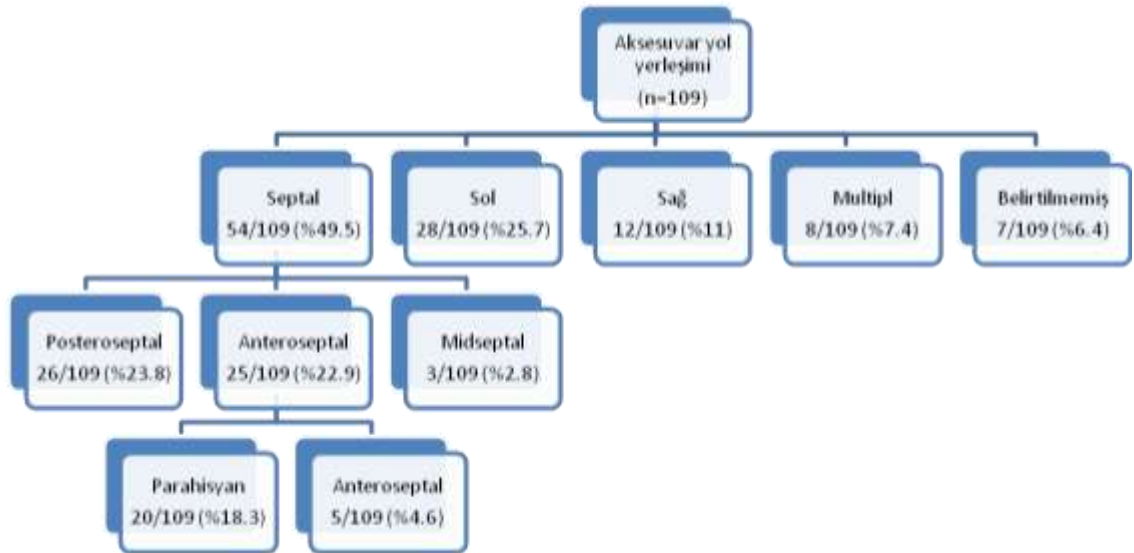 Aksesuvar yol
yerleşimi
(n=109)
Septal
54/109 (%49.5)
Sol
28/109 (%25.7)
Sağ
12/109 (%11)
Multipl
8/109 (%7.4)
Belirtilmemiş
7/109 (%6.4)
Posteroseptal
26/109 (%23.8)
Anteroseptal
25/109 (%22.9)
Midseptal
3/109 (%2.8)
Parahisyan
20/109 (%18.3)
Anteroseptal
5/109 (%4.6)